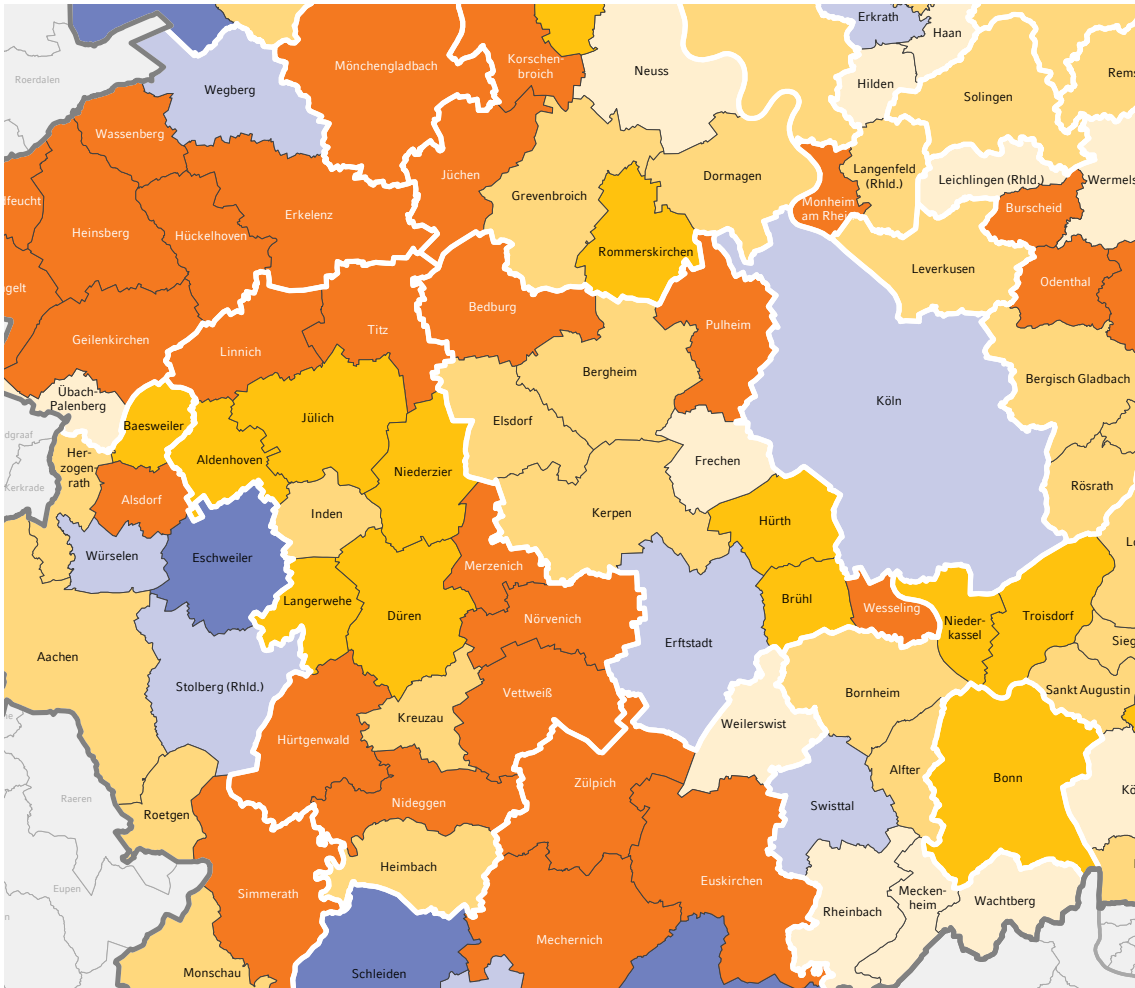 Erkrath
Haan
Mönchengladbach
Korschen-
broich
Neuss
Roerdalen
Wegberg
Hilden
Solingen
Rems
Wassenberg
Jüchen
Grevenbroich
Dormagen
Langenfeld
(Rhld.)
Leichlingen (Rhld.)
Wermels
lfeucht
Heinsberg
Hückelhoven
Erkelenz
Monheim
am Rhei
Burscheid
Rommerskirchen
Leverkusen
Odenthal
ngelt
Geilenkirchen
Linnich
Titz
Bedburg
Pulheim
Bergheim
Bergisch Gladbach
Übach-
Palenberg
Baesweiler
Jülich
Elsdorf
Köln
dgraaf
Her-
zogen-
rath
Aldenhoven
Niederzier
Frechen
Kerkrade
Alsdorf
Inden
Kerpen
Hürth
Rösrath
Würselen
Eschweiler
Merzenich
Lo
Langerwehe
Düren
Nörvenich
Brühl
Wesseling
Nieder-
kassel
Troisdorf
Aachen
Erftstadt
Sieg
Stolberg (Rhld.)
Vettweiß
Bornheim
Sankt Augustin
Kreuzau
Weilerswist
Hürtgenwald
Zülpich
Alfter
Bonn
Raeren
Roetgen
Nideggen
Swisttal
Kö
Heimbach
Eupen
Simmerath
Euskirchen
Rheinbach
Mecken-
heim
Wachtberg
en
Mechernich
Monschau
Schleiden